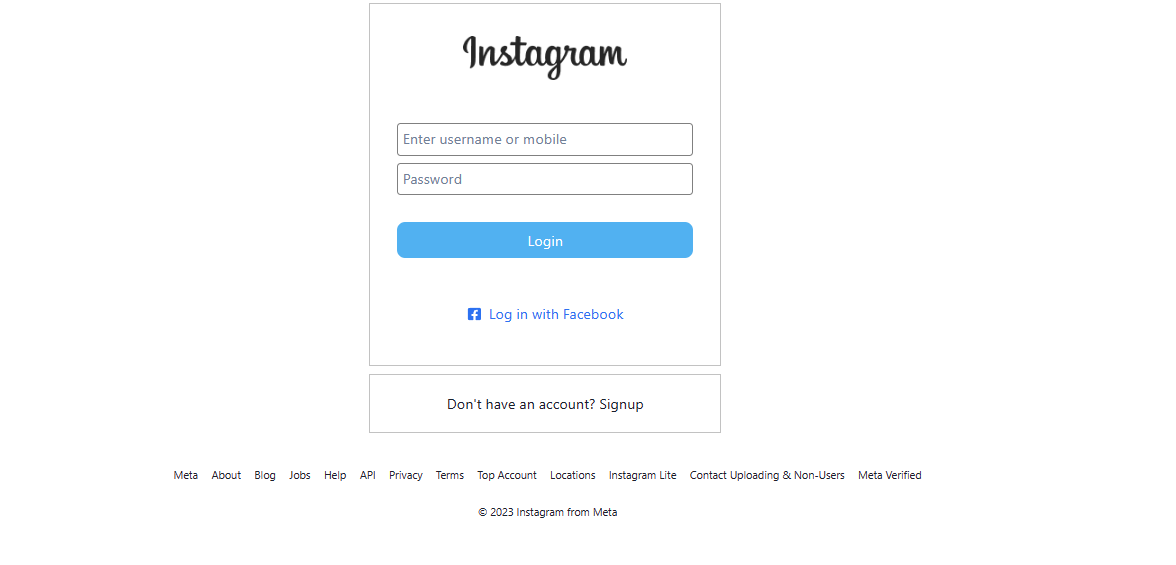 Instagram
Enter username or mobile
Password
Login
Log in with Facebook
Don't have an account? Signup
Meta About Blog Jobs Help API Privacy Terms Top Account Locations Instagram Lite Contact Uploading & Non-Users Meta Verified
© 2023 Instagram from Meta